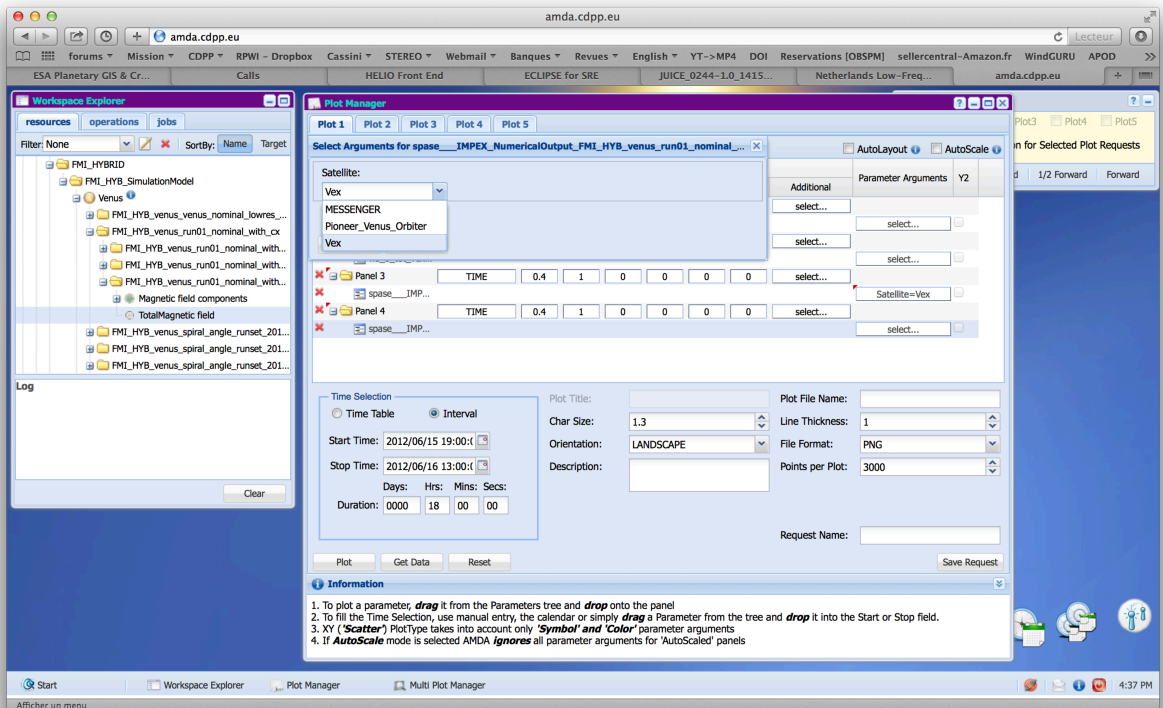 amda.cdpp.eu
amda.cdpp.eu
Lecteur
forums Mission CDPP RPWI - Dropbox Cassini STEREO Webmail Banques Revues English YT->MP4 DOI Reservations [OBSPM] sellercentral-Amazon.fr WindGURU APOD
ESA Planetary GIS & Cr... Calls HELIO Front End ECLIPSE for SRE JUICE_0244-1.0_1415... Netherlands Low-Freq... amda.cdpp.eu
Workspace Explorer
resources operations jobs
Filter: None SortBy: Name Target
FMI_HYBRID
FMI_HYB_SimulationModel
Venus
FMI_HYB_venus_venus_nominal_lowres_...
FMI_HYB_venus_run01_nominal_with_cx
FMI_HYB_venus_run01_nominal_with...
FMI_HYB_venus_run01_nominal_with...
FMI_HYB_venus_run01_nominal_with...
Magnetic field components
TotalMagnetic field
FMI_HYB_venus_spiral_angle_runset_201...
FMI_HYB_venus_spiral_angle_runset_201...
FMI_HYB_venus_spiral_angle_runset_201...
Log
Clear
Plot Manager
Plot 1 Plot 2 Plot 3 Plot 4 Plot 5
Select Arguments for spase___IMPEX_NumericalOutput_FMI_HYB_venus_run01_nominal_...
AutoLayout AutoScale
Satellite:
Vex
MESSENGER
Pioneer_Venus_Orbiter
Vex
Additional Parameter Arguments Y2
select...
select...
select...
select...
Panel 3 TIME 0.4 1 0 0 0 0 select...
spase___IMP... Satellite=Vex
Panel 4 TIME 0.4 1 0 0 0 0 select...
spase___IMP... select...
Time Selection
Time Table Interval
Start Time: 2012/06/15 19:00:(
Stop Time: 2012/06/16 13:00:(
Days: Hrs: Mins: Secs:
Duration: 0000 18 00 00
Plot Title:
Char Size: 1.3
Orientation: LANDSCAPE
Description:
Plot File Name:
Line Thickness: 1
File Format: PNG
Points per Plot: 3000
Request Name:
Plot Get Data Reset Save Request
Information
1. To plot a parameter, drag it from the Parameters tree and drop onto the panel
2. To fill the Time Selection, use manual entry, the calendar or simply drag a Parameter from the tree and drop it into the Start or Stop field.
3. XY ('Scatter') PlotType takes into account only 'Symbol' and 'Color' parameter arguments
4. If AutoScale mode is selected AMDA ignores all parameter arguments for 'AutoScaled' panels
Plot3 Plot4 Plot5
n for Selected Plot Requests
1/2 Forward Forward
Start Workspace Explorer Plot Manager Multi Plot Manager 4:37 PM
Afficher un menu